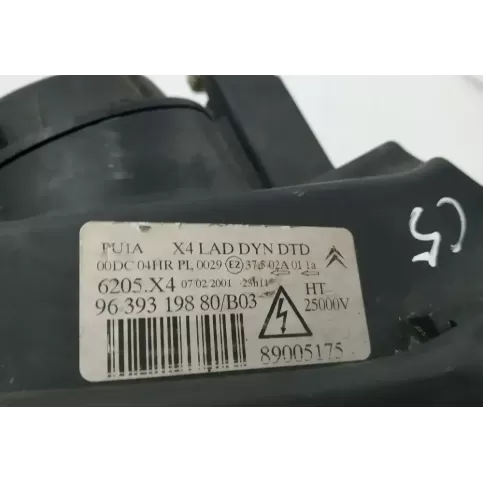 PU1A X4 LAD DYN DTD
00DC 04HR PL 0029 E2 37.5 02A 01 1a
6205.X4 07/02/2001 23h11
96 393 198 80/B03
HT
25000V
89005175
C5